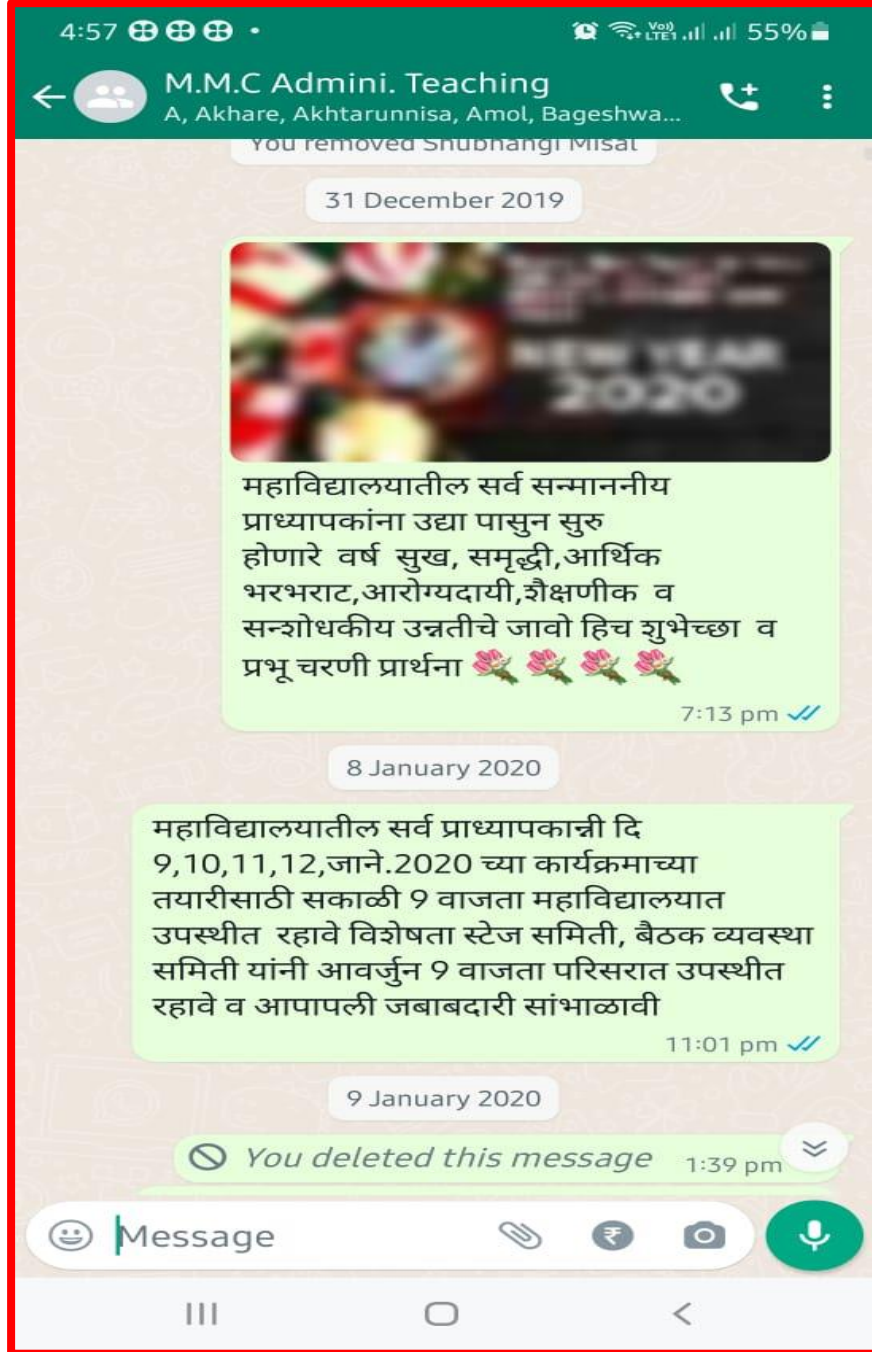 4:57
55%
M.M.C Admini. Teaching
A, Akhare, Akhtarunnisa, Amol, Bageshwa...
You removed Shubhangi Misal
31 December 2019
NEW YEAR
2020
महाविद्यालयातील सर्व सन्माननीय
प्राध्यापकांना उद्या पासुन सुरु
होणारे वर्ष सुख, समृद्धी,आर्थिक
भरभराट,आरोग्यदायी,शैक्षणीक व
सन्शोधकीय उन्नतीचे जावो हिच शुभेच्छा व
प्रभू चरणी प्रार्थना
7:13 pm
8 January 2020
महाविद्यालयातील सर्व प्राध्यापकान्नी दि
9,10,11,12,जाने.2020 च्या कार्यक्रमाच्या
तयारीसाठी सकाळी 9 वाजता महाविद्यालयात
उपस्थीत रहावे विशेषता स्टेज समिती, बैठक व्यवस्था
समिती यांनी आवर्जुन 9 वाजता परिसरात उपस्थीत
रहावे व आपापली जबाबदारी सांभाळावी
11:01 pm
9 January 2020
You deleted this message 1:39 pm
Message